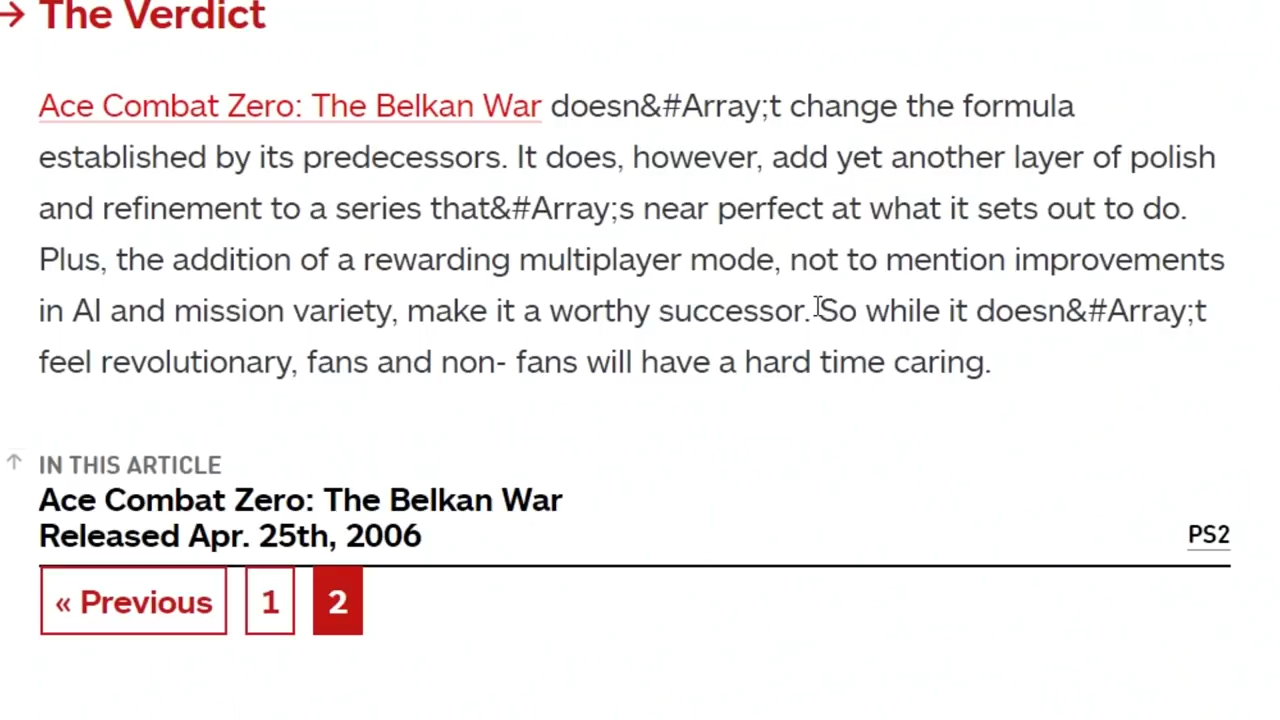 → The Verdict
Ace Combat Zero: The Belkan War doesn&#Array;t change the formula
established by its predecessors. It does, however, add yet another layer of polish
and refinement to a series that&#Array;s near perfect at what it sets out to do.
Plus, the addition of a rewarding multiplayer mode, not to mention improvements
in AI and mission variety, make it a worthy successor. So while it doesn&#Array;t
feel revolutionary, fans and non- fans will have a hard time caring.
↑ IN THIS ARTICLE
Ace Combat Zero: The Belkan War
Released Apr. 25th, 2006
PS2
« Previous 1 2